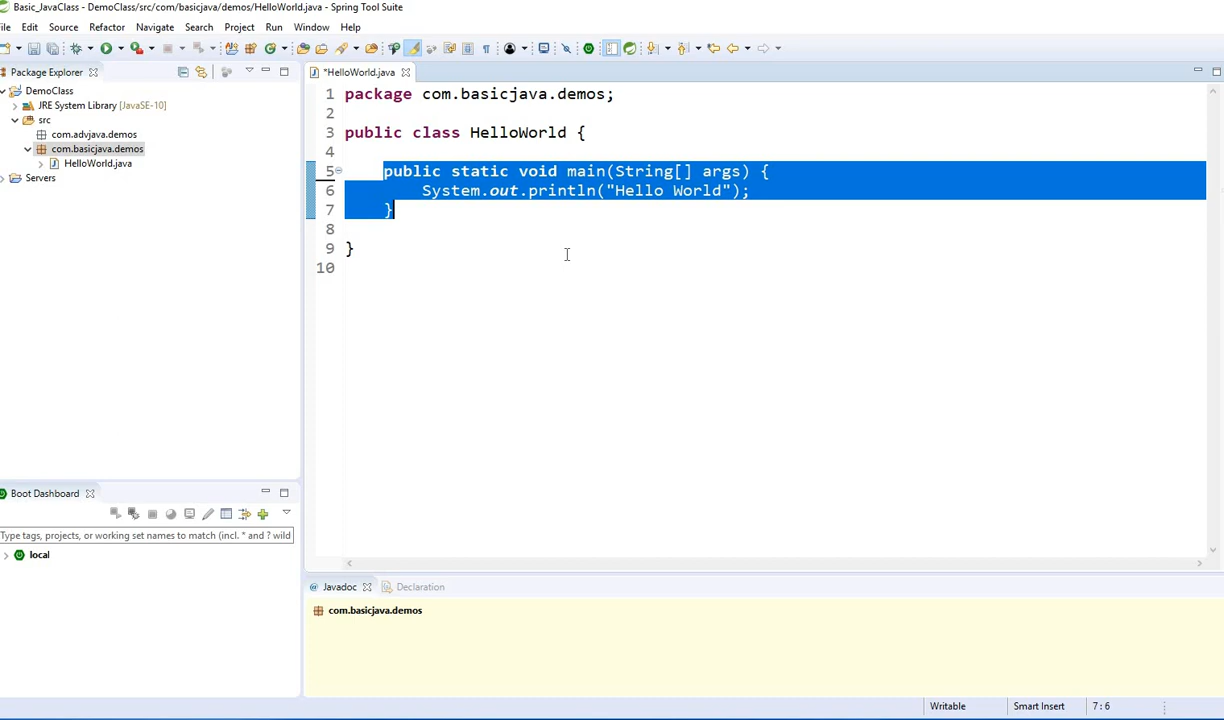 Basic_JavaClass - DemoClass/src/com/basicjava/demos/HelloWorld.java - Spring Tool Suite
Edit Source Refactor Navigate Search Project Run Window Help
Package Explorer
DemoClass
JRE System Library [JavaSE-10]
src
com.advjava.demos
com.basicjava.demos
HelloWorld.java
Servers
*HelloWorld.java
1 package com.basicjava.demos;
2
3 public class HelloWorld {
4
5 public static void main(String[] args) {
6 System.out.println("Hello World");
7 }
8
9 }
10
Boot Dashboard
Type tags, projects, or working set names to match (incl. * and ? wild
local
@ Javadoc Declaration
com.basicjava.demos
Writable Smart Insert 7 : 6